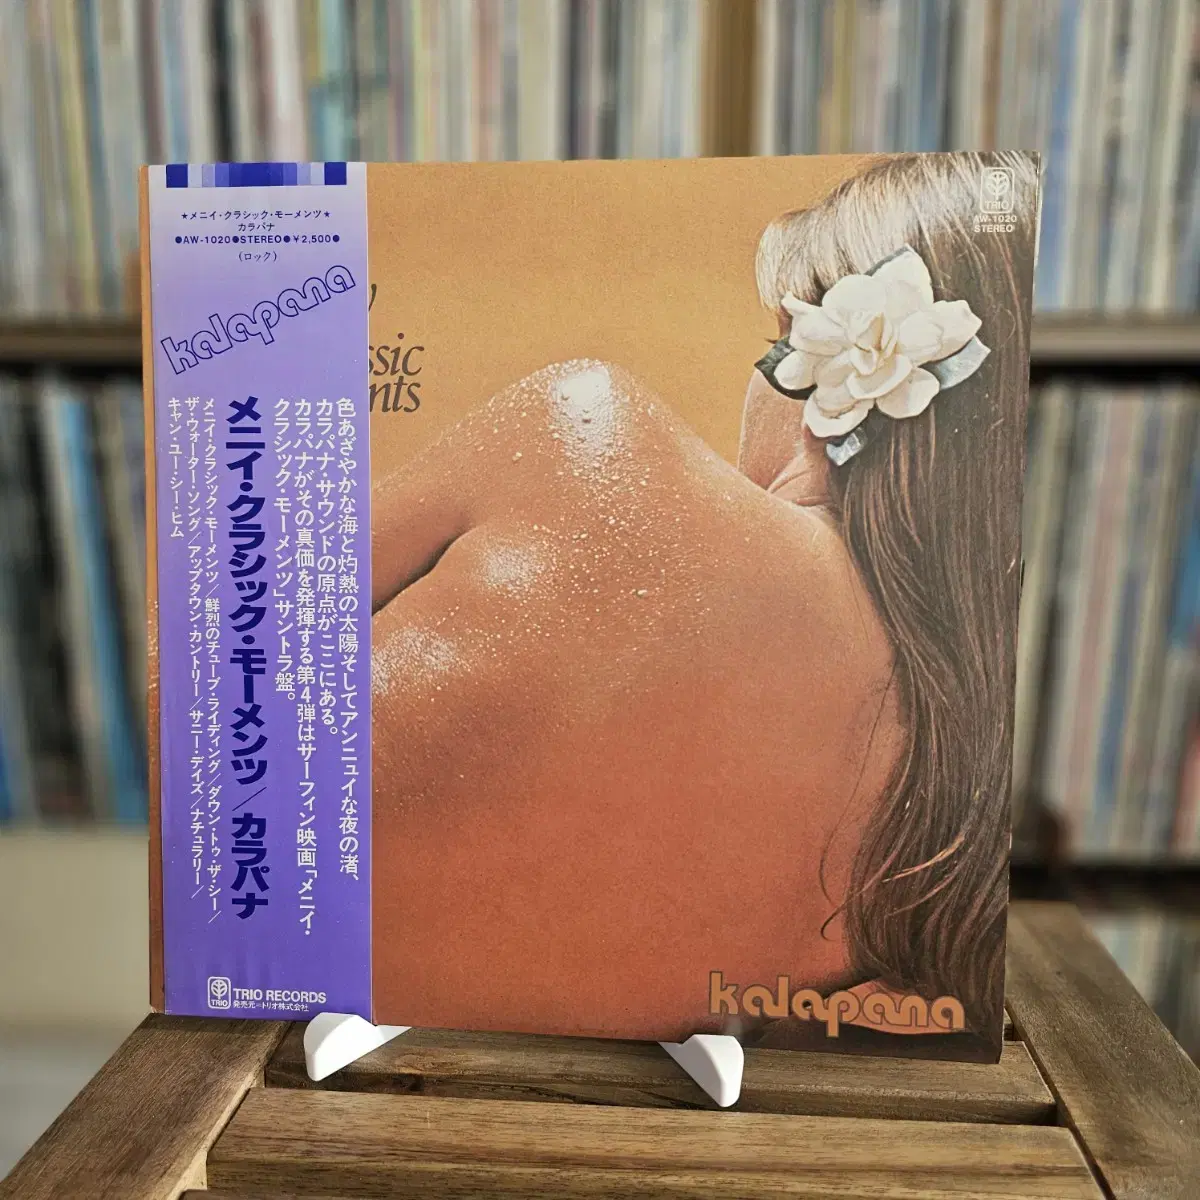 ★メニイ・クラシック・モーメンツ★
カラパナ
●AW-1020●STEREO●¥2,500●
(ロック)
kalapana
色あざやかな海と灼熱の太陽そしてアンニュイな夜の渚、
カラパナ・サウンドの原点がここにある。
カラパナがその真価を発揮する第4弾はサーフィン映画「メニイ・
クラシック・モーメンツ」サントラ盤。
メニイ・クラシック・モーメンツ/カラパナ
メニイ・クラシック・モーメンツ/鮮烈のチューブ・ライディング/ダウン・トゥ・ザ・シー/
ザ・ウォーター・ソング/アップタウン・カントリー/サニー・デイズ/ナチュラリー/
キャン・ユー・シー・ヒム
TRIO
TRIO RECORDS
発売元―トリオ株式会社
y
ssic
nts
TRIO
AW-1020
STEREO
kalapana